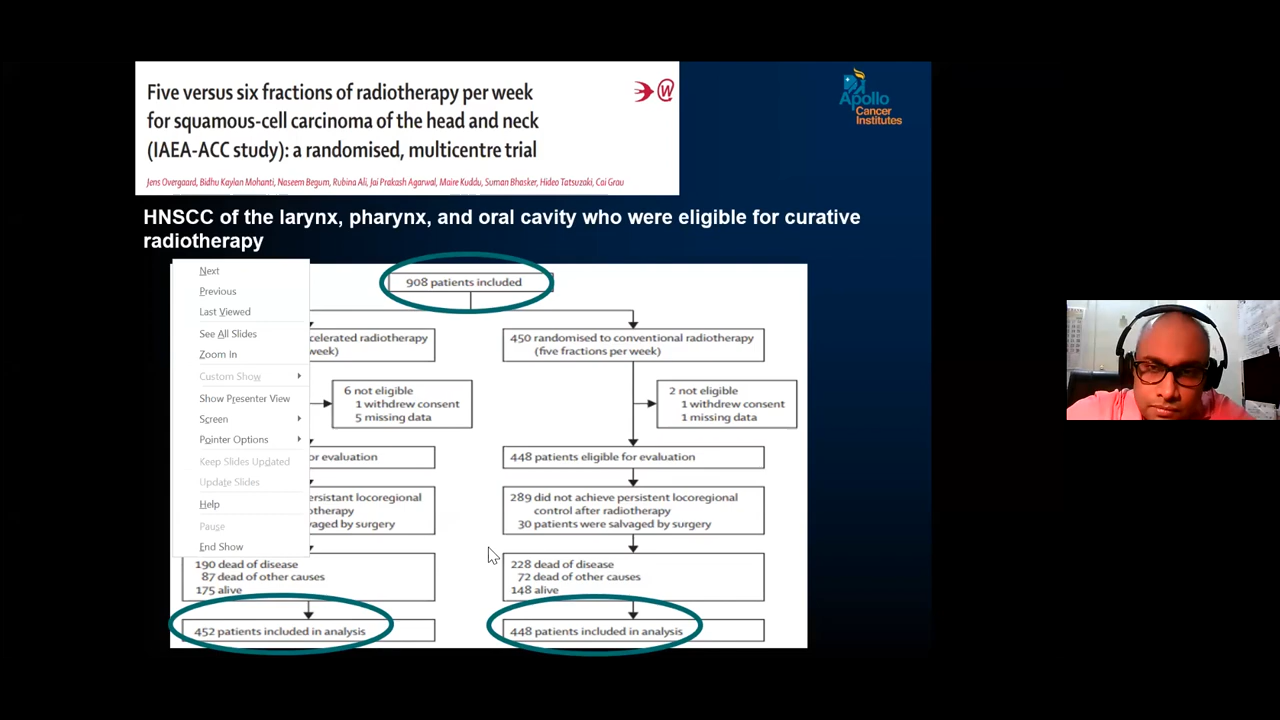 Five versus six fractions of radiotherapy per week
for squamous-cell carcinoma of the head and neck
(IAEA-ACC study): a randomised, multicentre trial
Jens Overgaard, Bidhu Kaylan Mohanti, Naseem Begum, Rubina Ali, Jai Prakash Agarwal, Maire Kuddu, Suman Bhasker, Hideo Tatsuzaki, Cai Grau
W
Apollo
Cancer
Institutes
HNSCC of the larynx, pharynx, and oral cavity who were eligible for curative
radiotherapy
908 patients included
Next
Previous
Last Viewed
See All Slides
Zoom In
Custom Show
Show Presenter View
Screen
Pointer Options
Keep Slides Updated
Update Slides
Help
Pause
End Show
celerated radiotherapy
week)
6 not eligible
1 withdrew consent
5 missing data
or evaluation
ersistant locoregional
otherapy
vaged by surgery
190 dead of disease
87 dead of other causes
175 alive
452 patients included in analysis
450 randomised to conventional radiotherapy
(five fractions per week)
2 not eligible
1 withdrew consent
1 missing data
448 patients eligible for evaluation
289 did not achieve persistent locoregional
control after radiotherapy
30 patients were salvaged by surgery
228 dead of disease
72 dead of other causes
148 alive
448 patients included in analysis